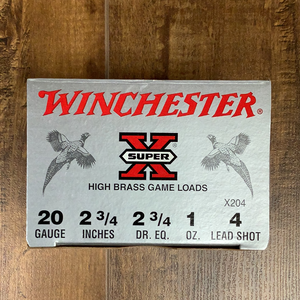 WINCHESTER
SUPER X
HIGH BRASS GAME LOADS
X204
20 2 3/4 2 3/4 1 4
GAUGE INCHES DR. EQ. OZ. LEAD SHOT